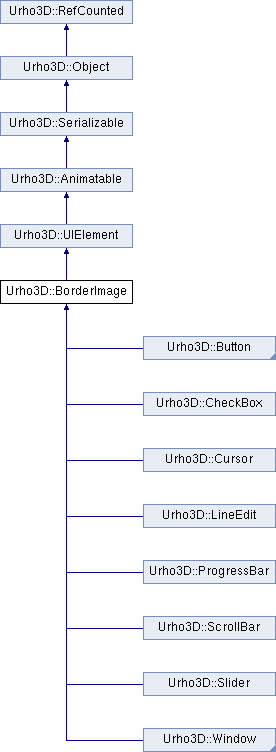 Urho3D::RefCounted
Urho3D::Object
Urho3D::Serializable
Urho3D::Animatable
Urho3D::UIElement
Urho3D::BorderImage
Urho3D::Button
Urho3D::CheckBox
Urho3D::Cursor
Urho3D::LineEdit
Urho3D::ProgressBar
Urho3D::ScrollBar
Urho3D::Slider
Urho3D::Window